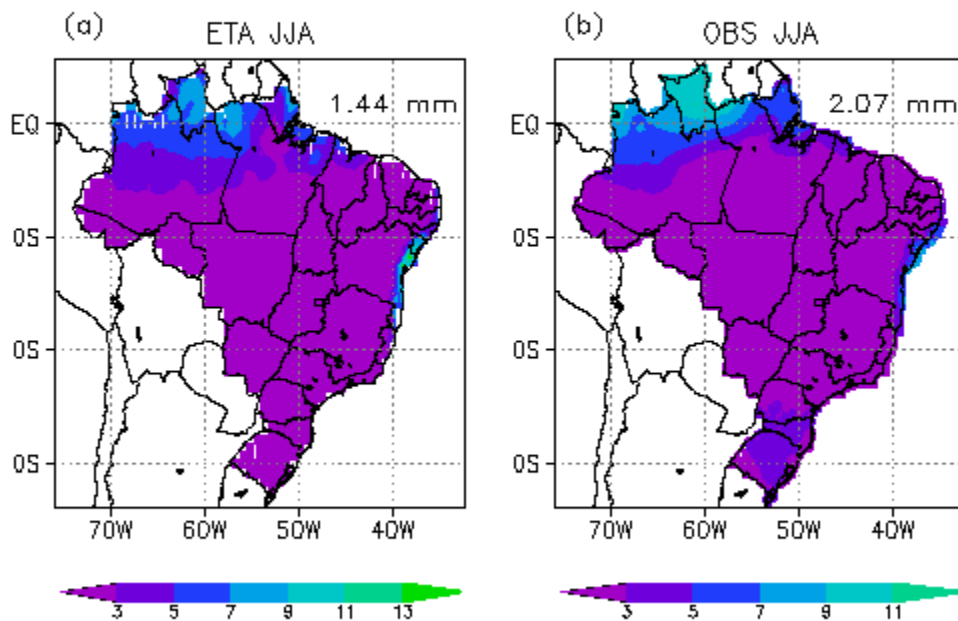 (a) ETA JJA
(b) OBS JJA
1.44 mm
2.07 mm
EQ
0S
0S
0S
70W 60W 50W 40W
EQ
0S
0S
0S
70W 60W 50W 40W
3 5 7 9 11 13
3 5 7 9 11